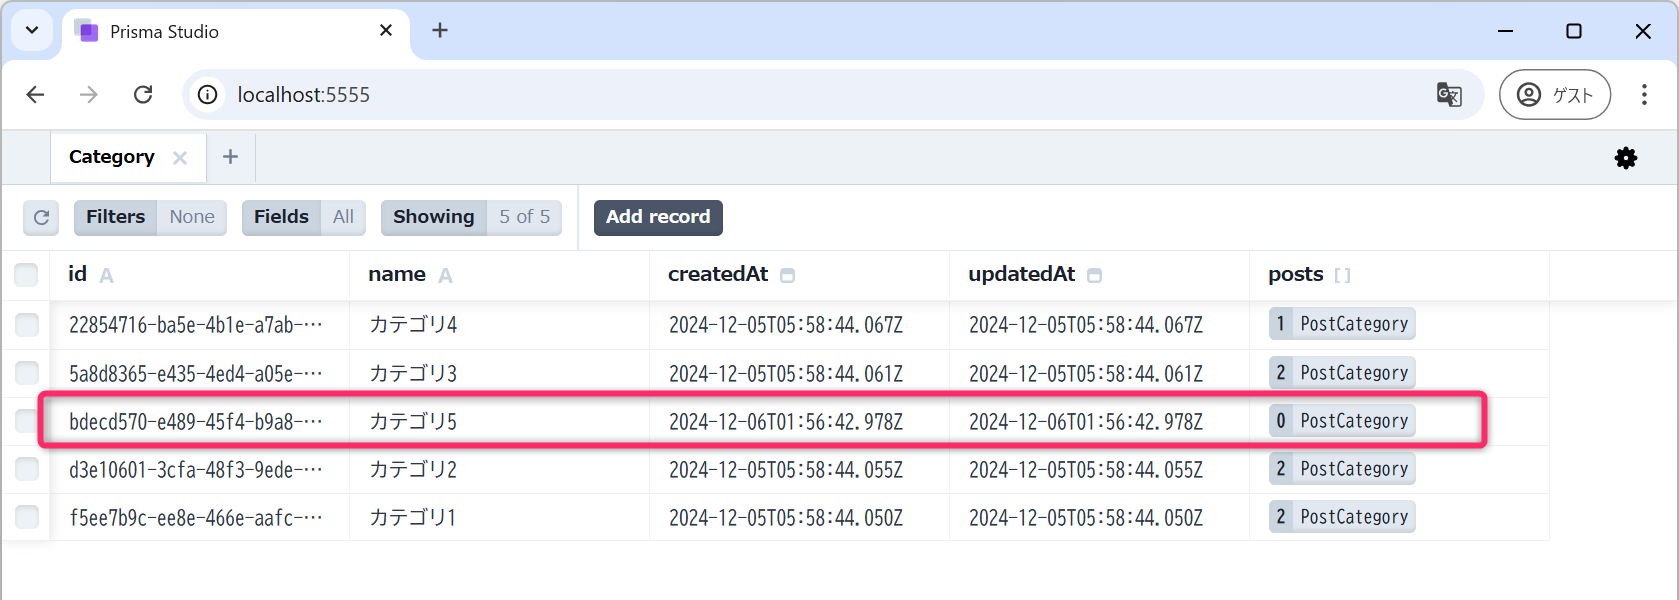 Prisma Studio
localhost:5555 ゲスト
Category
Filters None Fields All Showing 5 of 5 Add record
id A name A createdAt updatedAt posts []
22854716-ba5e-4b1e-a7ab-… カテゴリ4 2024-12-05T05:58:44.067Z 2024-12-05T05:58:44.067Z 1 PostCategory
5a8d8365-e435-4ed4-a05e-… カテゴリ3 2024-12-05T05:58:44.061Z 2024-12-05T05:58:44.061Z 2 PostCategory
bdecd570-e489-45f4-b9a8-… カテゴリ5 2024-12-06T01:56:42.978Z 2024-12-06T01:56:42.978Z 0 PostCategory
d3e10601-3cfa-48f3-9ede-… カテゴリ2 2024-12-05T05:58:44.055Z 2024-12-05T05:58:44.055Z 2 PostCategory
f5ee7b9c-ee8e-466e-aafc-… カテゴリ1 2024-12-05T05:58:44.050Z 2024-12-05T05:58:44.050Z 2 PostCategory